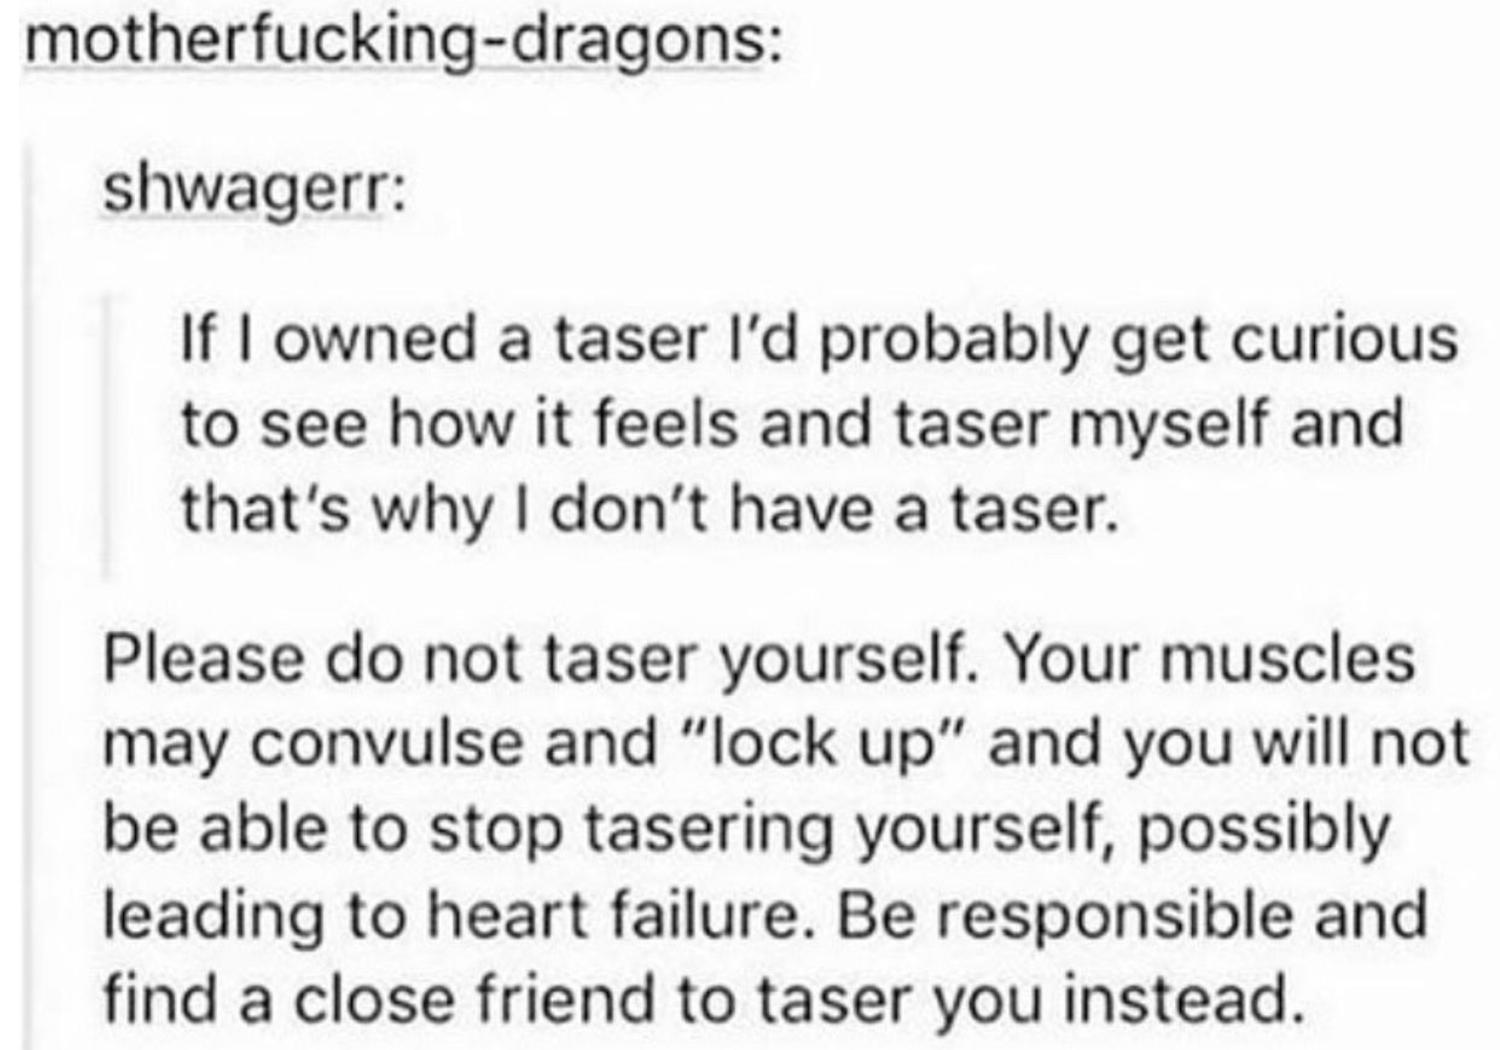 motherfucking-dragons:
shwagerr:
If I owned a taser I’d probably get curious
to see how it feels and taser myself and
that’s why I don’t have a taser.
Please do not taser yourself. Your muscles
may convulse and “lock up” and you will not
be able to stop tasering yourself, possibly
leading to heart failure. Be responsible and
find a close friend to taser you instead.